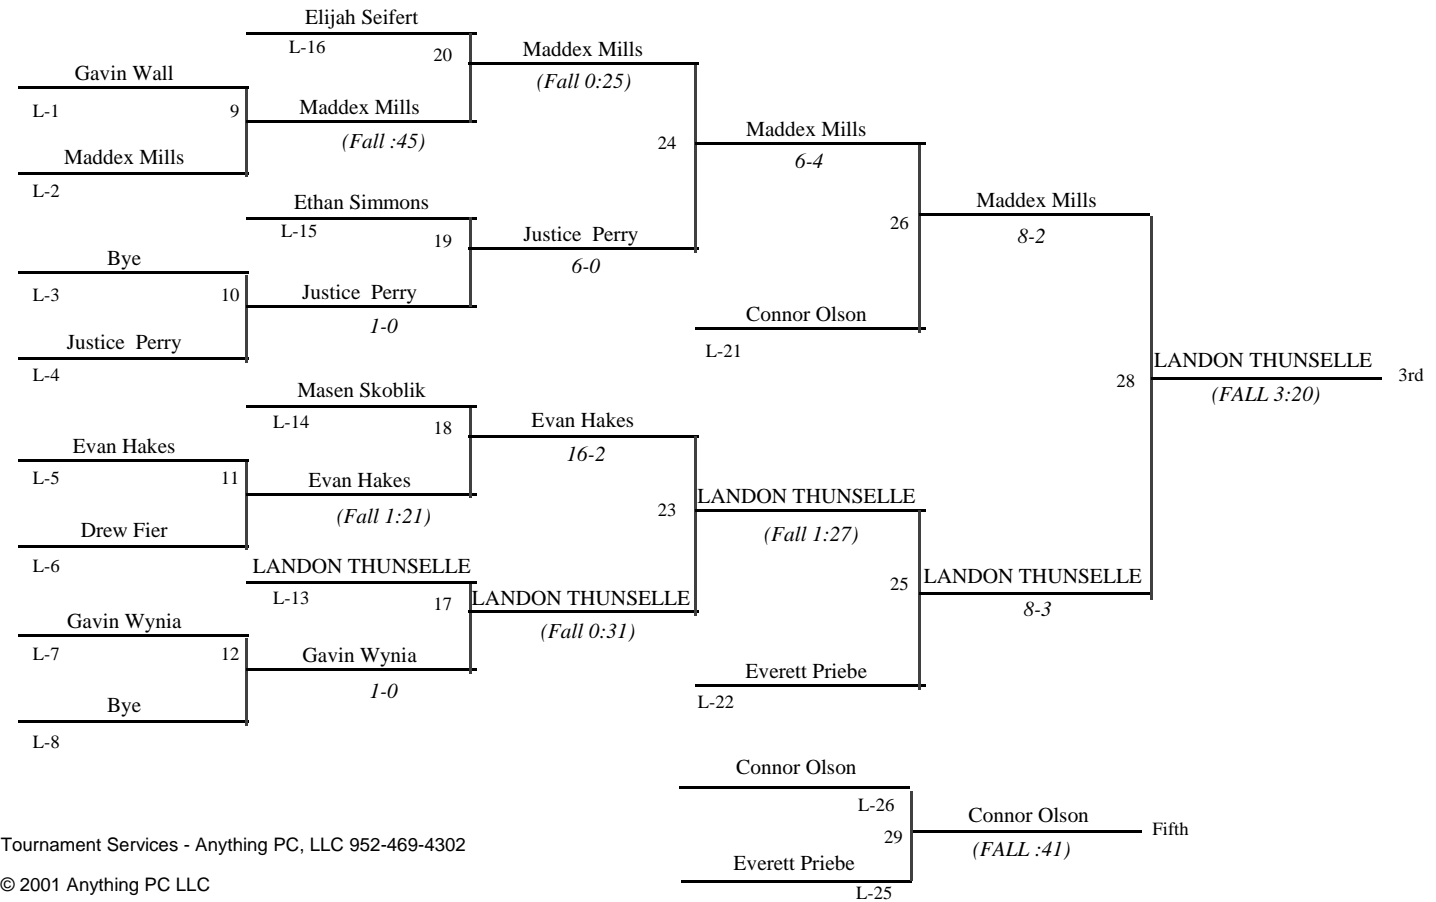 Elijah Seifert
L-16
20
Maddex Mills
(Fall 0:25)
Gavin Wall
L-1
9
Maddex Mills
(Fall :45)
Maddex Mills
L-2
24
Maddex Mills
6-4
Ethan Simmons
L-15
19
Justice Perry
6-0
26
Maddex Mills
8-2
Bye
L-3
10
Justice Perry
1-0
Justice Perry
L-4
Connor Olson
L-21
28
LANDON THUNSELLE
(FALL 3:20)
3rd
Masen Skoblik
L-14
18
Evan Hakes
16-2
Evan Hakes
L-5
11
Evan Hakes
(Fall 1:21)
Drew Fier
L-6
23
LANDON THUNSELLE
(Fall 1:27)
LANDON THUNSELLE
L-13
17
LANDON THUNSELLE
(Fall 0:31)
25
LANDON THUNSELLE
8-3
Gavin Wynia
L-7
12
Gavin Wynia
1-0
Bye
L-8
Everett Priebe
L-22
Connor Olson
L-26
29
Connor Olson
(FALL :41)
Fifth
Everett Priebe
L-25
Tournament Services - Anything PC, LLC 952-469-4302
© 2001 Anything PC LLC